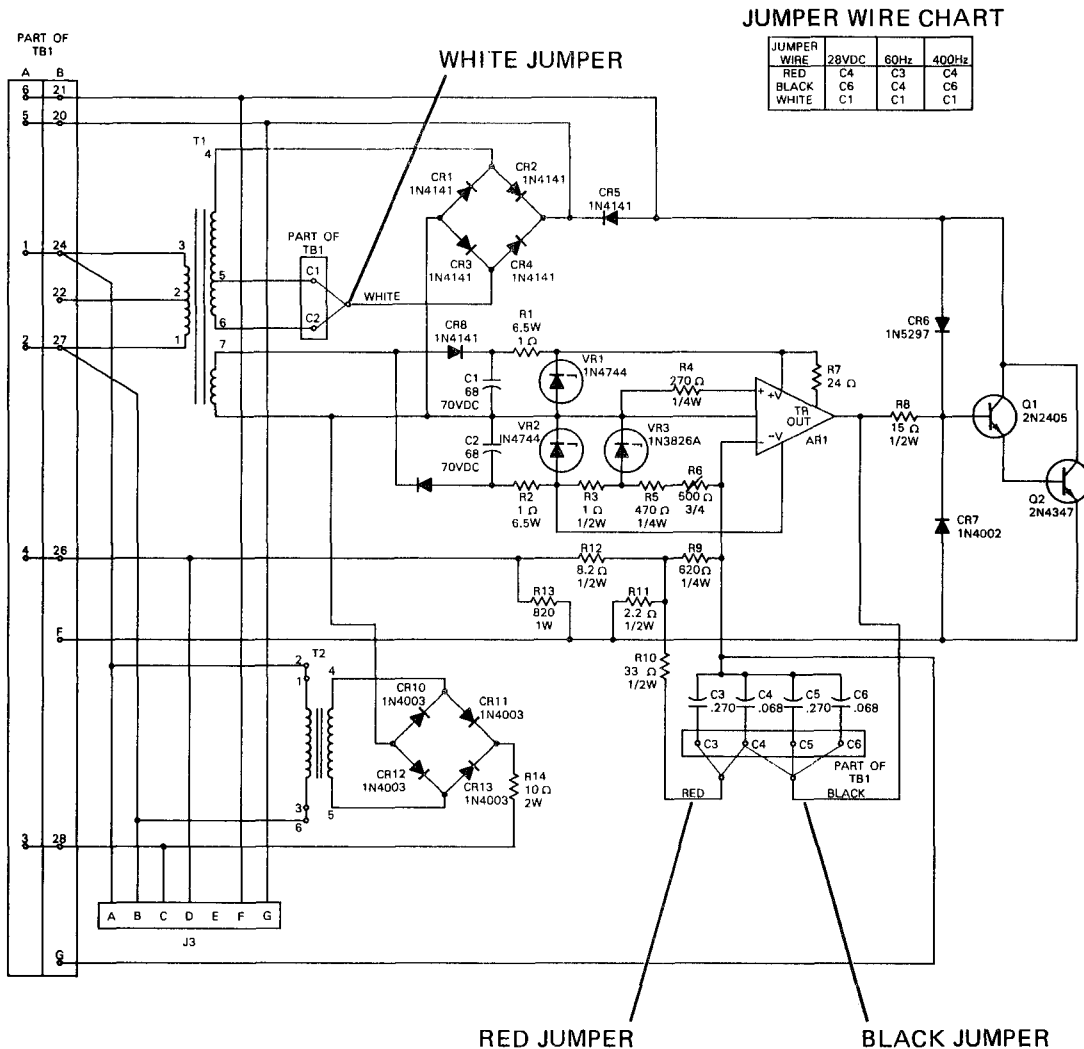 JUMPER WIRE CHART
JUMPER WIRE 28VDC 60Hz 400Hz
RED C4 C3 C4
BLACK C6 C4 C6
WHITE C1 C1 C1
PART OF
TB1
A B
WHITE JUMPER
6 21
5 20
T1
4
CR1
1N4141
CR2
1N4141
CR5
1N4141
1 24
3
PART OF
TB1
5
C1
CR3
1N4141
CR4
1N4141
22
2
WHITE
C2
6
2 27
1
7
CR8
1N4141
R1
6.5W
1 Ω
CR6
1N5297
VR1
1N4744
C1
68
70VDC
R4
270 Ω
1/4W
+
+V
R7
24 Ω
TR
OUT
AR1
−
−V
R8
15 Ω
1/2W
Q1
2N2405
C2
68
70VDC
VR2
IN4744
VR3
1N3826A
R2
1 Ω
6.5W
R3
1 Ω
1/2W
R5
470 Ω
1/4W
R6
500 Ω
3/4
Q2
2N4347
CR7
1N4002
4 26
R12
8.2 Ω
1/2W
R9
620 Ω
1/4W
R13
820
1W
R11
2.2 Ω
1/2W
F
R10
33 Ω
1/2W
2
T2
1
4
CR10
1N4003
CR11
1N4003
C3
.270
C4
.068
C5
.270
C6
.068
C3 C4 C5 C6
PART OF
TB1
CR12
1N4003
CR13
1N4003
R14
10 Ω
2W
RED
BLACK
3
6
5
3 28
A B C D E F G
J3
G
RED JUMPER
BLACK JUMPER